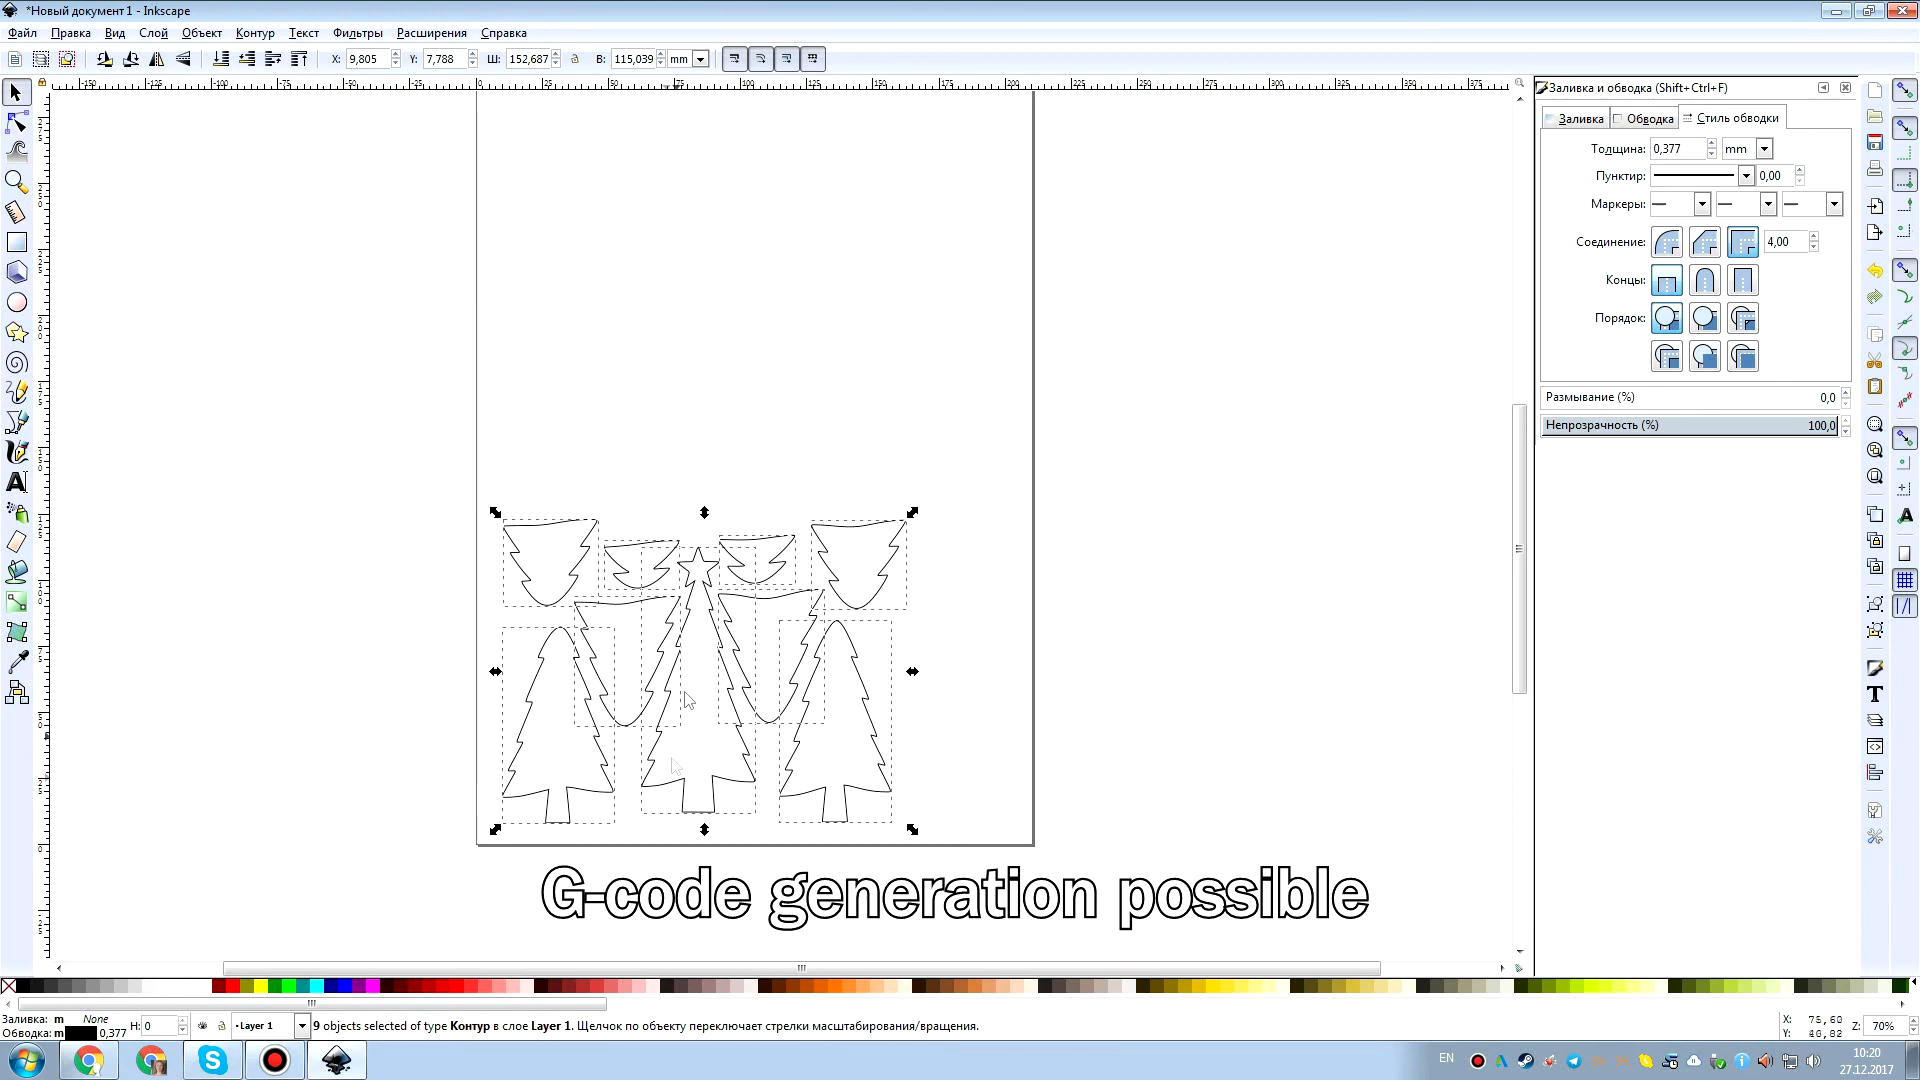 *Новый документ 1 - Inkscape
Файл Правка Вид Слой Объект Контур Текст Фильтры Расширения Справка
X: 9,805 Y: 7,788 Ш: 152,687 В: 115,039 mm
Заливка и обводка (Shift+Ctrl+F)
Заливка Обводка Стиль обводки
Толщина: 0,377 mm
Пунктир: 0,00
Маркеры:
Соединение: 4,00
Концы:
Порядок:
Размывание (%) 0,0
Непрозрачность (%) 100,0
G-code generation possible
Заливка: m None
Обводка: m 0,377
Н: 0
Layer 1
9 objects selected of type Контур в слое Layer 1. Щелчок по объекту переключает стрелки масштабирования/вращения.
X: 75,60
Y: 40,82
Z: 70%
EN
10:20
27.12.2017